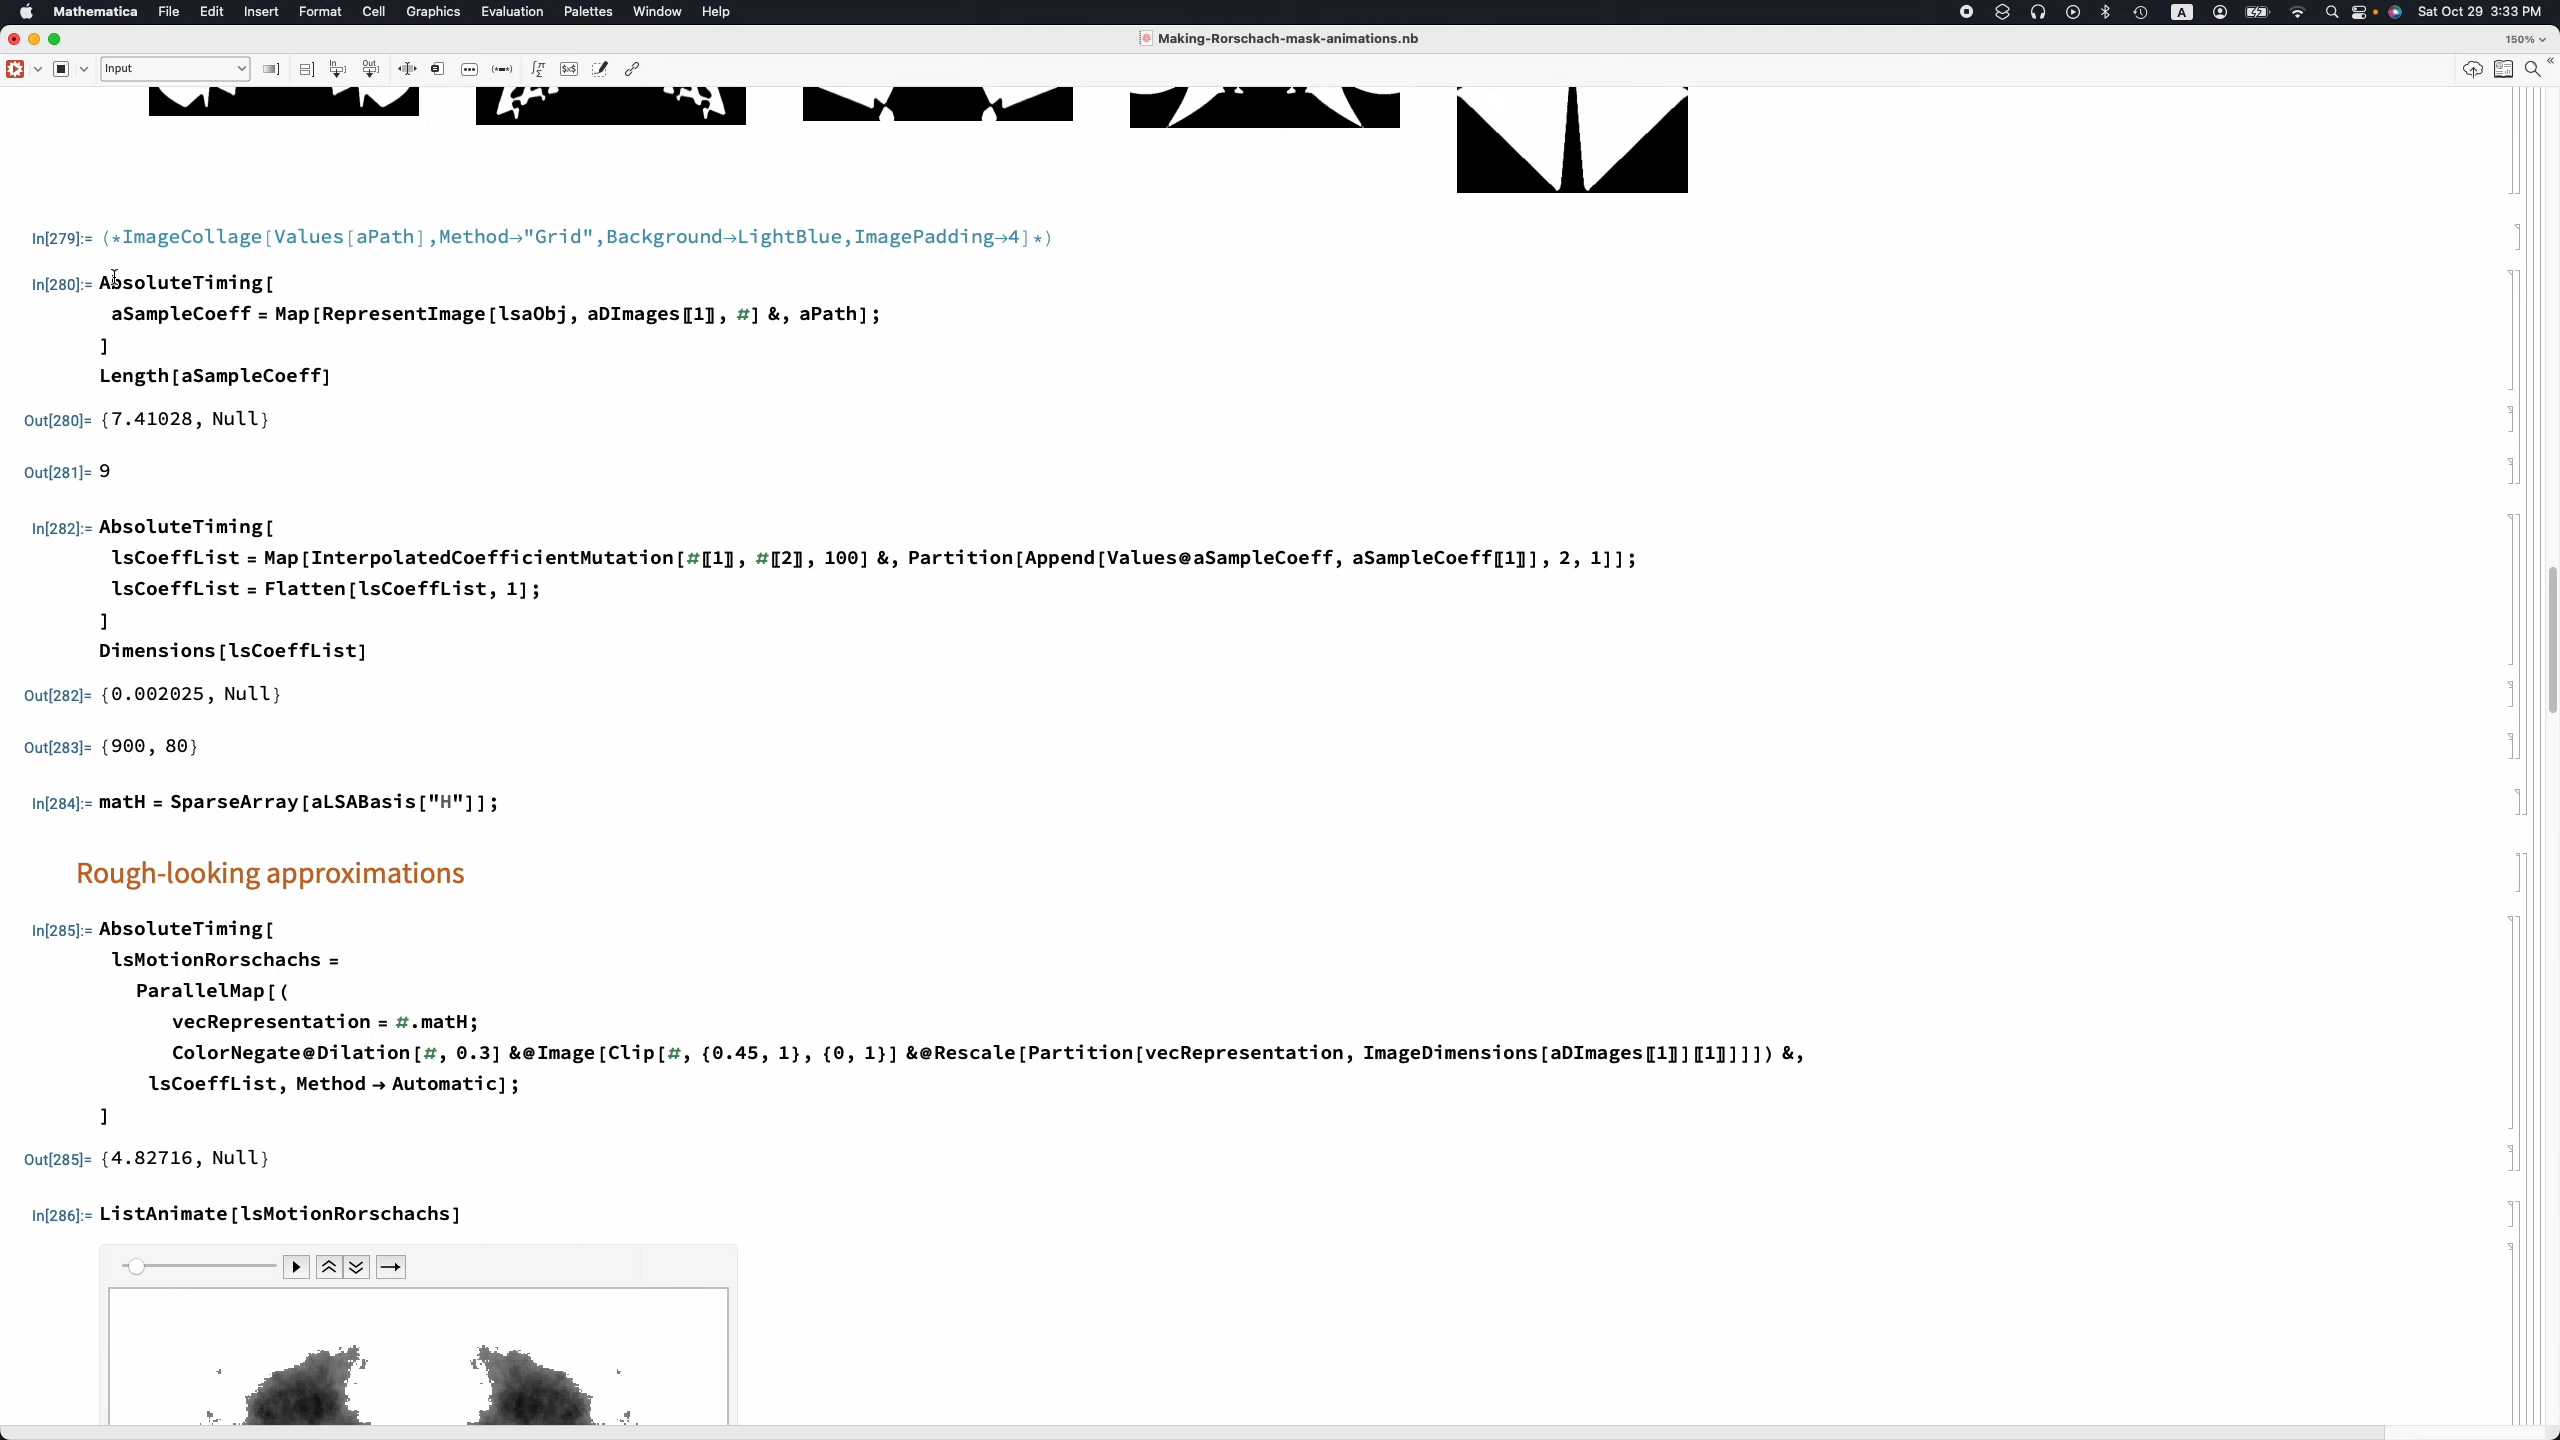 Mathematica File Edit Insert Format Cell Graphics Evaluation Palettes Window Help A Sat Oct 29 3:33 PM
Making-Rorschach-mask-animations.nb 150%
Input In Out
In[279]:= (*ImageCollage[Values[aPath],Method→"Grid",Background→LightBlue,ImagePadding→4]*)
In[280]:= AbsoluteTiming[
aSampleCoeff = Map[RepresentImage[lsaObj, aDImages〚1〛, #] &, aPath];
]
Length[aSampleCoeff]
Out[280]= {7.41028, Null}
Out[281]= 9
In[282]:= AbsoluteTiming[
lsCoeffList = Map[InterpolatedCoefficientMutation[#〚1〛, #〚2〛, 100] &, Partition[Append[Values@aSampleCoeff, aSampleCoeff〚1〛], 2, 1]];
lsCoeffList = Flatten[lsCoeffList, 1];
]
Dimensions[lsCoeffList]
Out[282]= {0.002025, Null}
Out[283]= {900, 80}
In[284]:= matH = SparseArray[aLSABasis["H"]];
Rough-looking approximations
In[285]:= AbsoluteTiming[
lsMotionRorschachs =
ParallelMap[(
vecRepresentation = #.matH;
ColorNegate@Dilation[#, 0.3] &@Image[Clip[#, {0.45, 1}, {0, 1}] &@Rescale[Partition[vecRepresentation, ImageDimensions[aDImages〚1〛]〚1〛]]]) &,
lsCoeffList, Method → Automatic];
]
Out[285]= {4.82716, Null}
In[286]:= ListAnimate[lsMotionRorschachs]